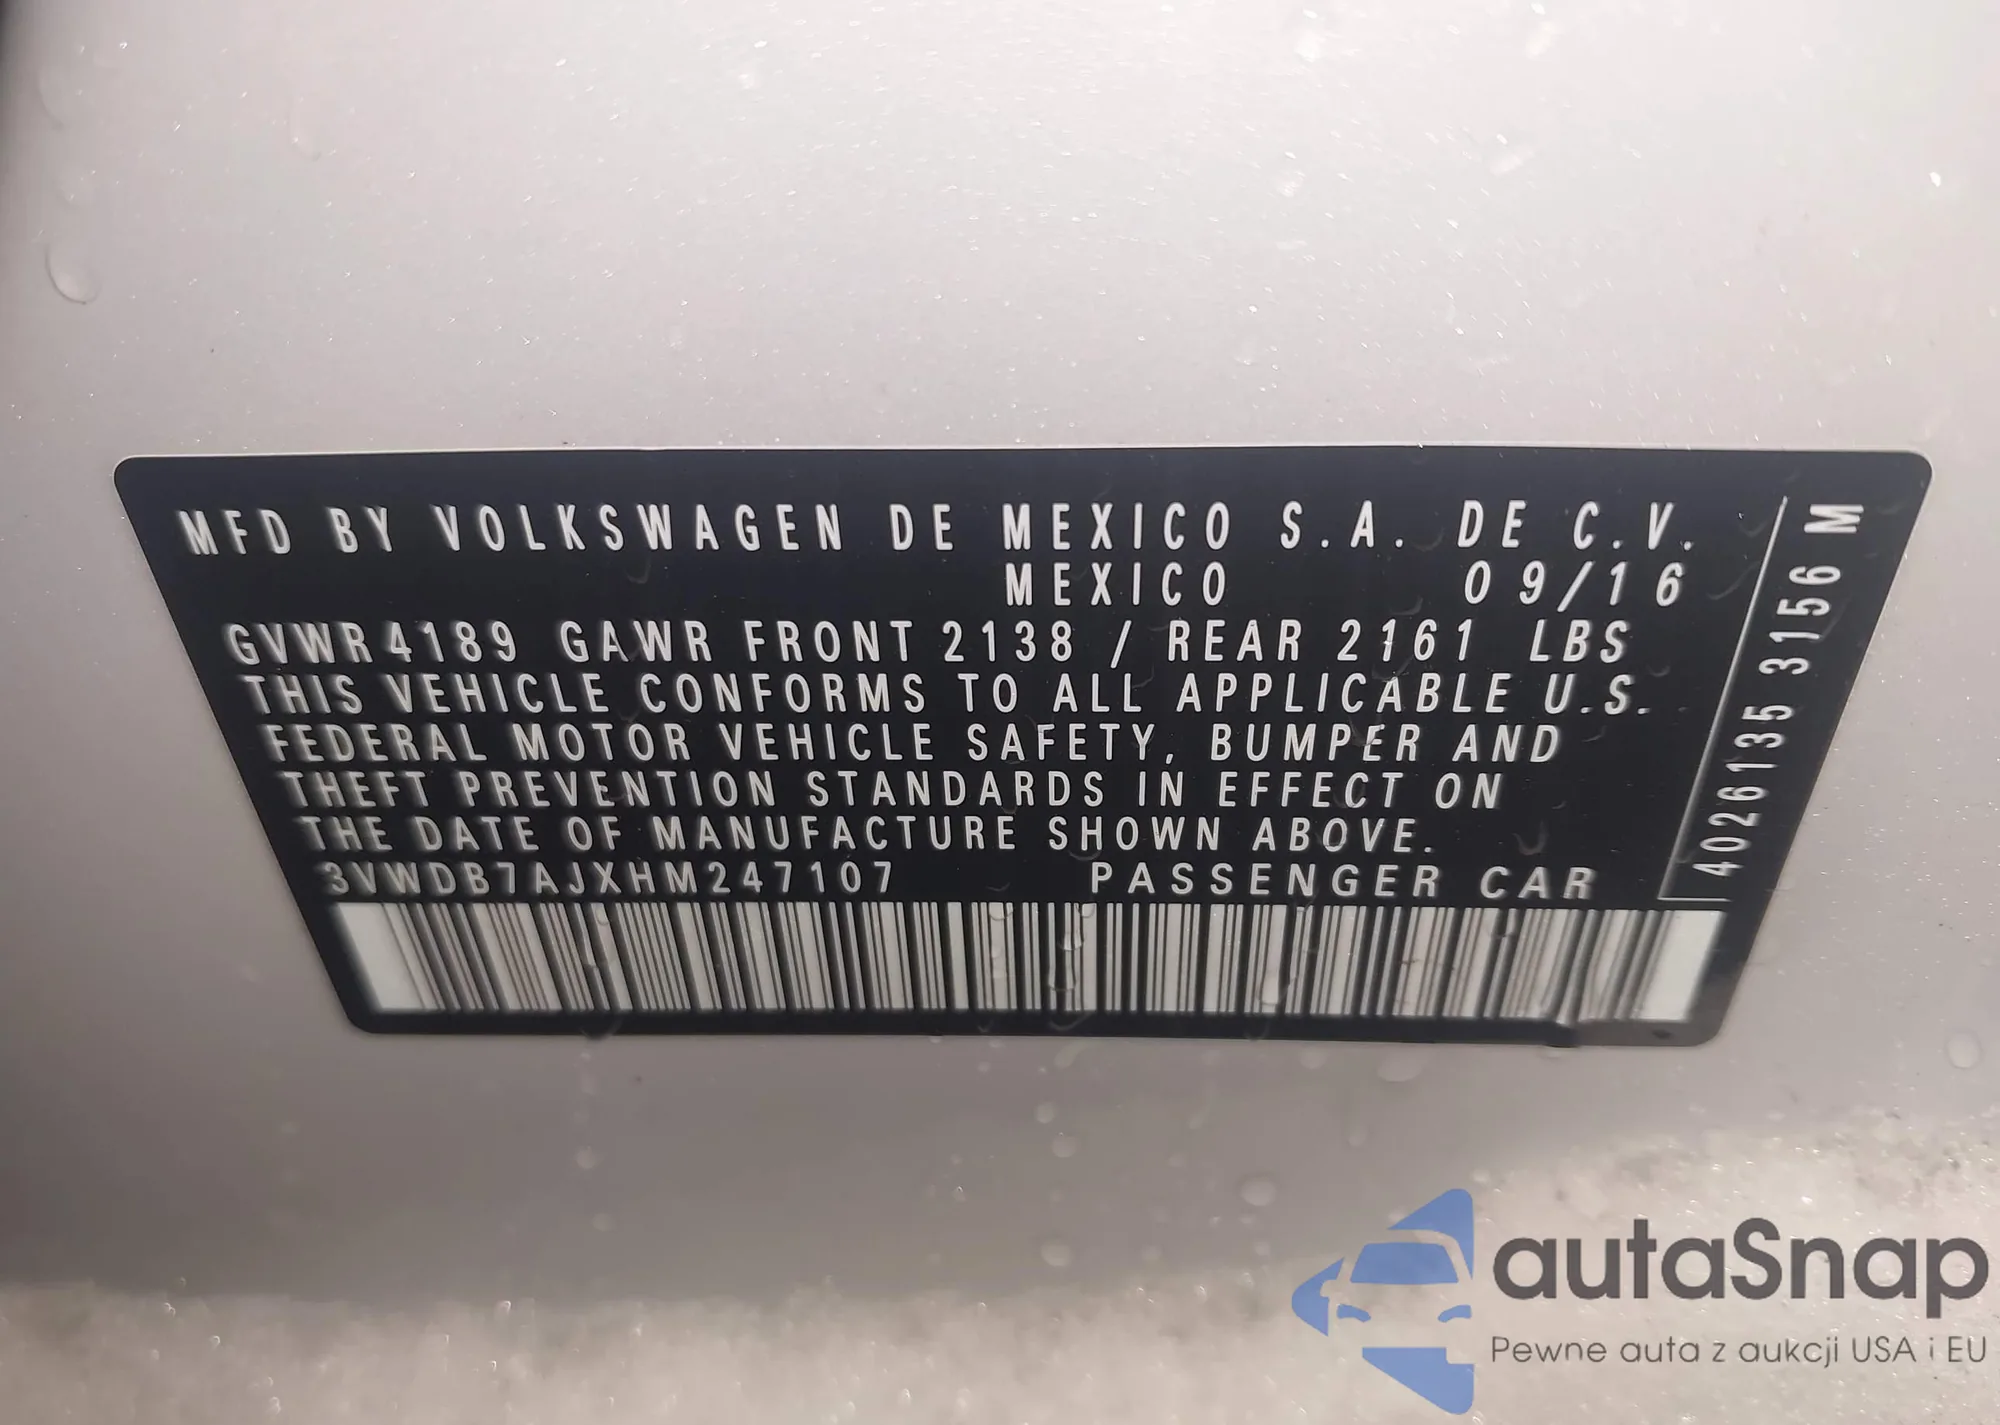 MFD BY VOLKSWAGEN DE MEXICO S.A. DE C.V.
MEXICO 09/16
GVWR 4189 GAWR FRONT 2138 / REAR 2161 LBS
THIS VEHICLE CONFORMS TO ALL APPLICABLE U.S.
FEDERAL MOTOR VEHICLE SAFETY, BUMPER AND
THEFT PREVENTION STANDARDS IN EFFECT ON
THE DATE OF MANUFACTURE SHOWN ABOVE.
3VWDB7AJXHM247107 PASSENGER CAR
4026135 3156 M
autaSnap
Pewne auta z aukcji USA i EU